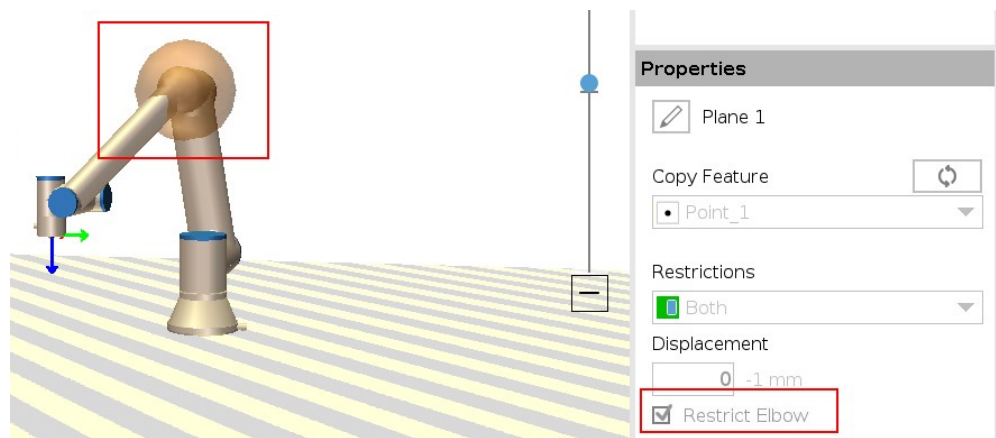 Properties
Plane 1
Copy Feature
Point_1
Restrictions
Both
Displacement
0 -1 mm
Restrict Elbow